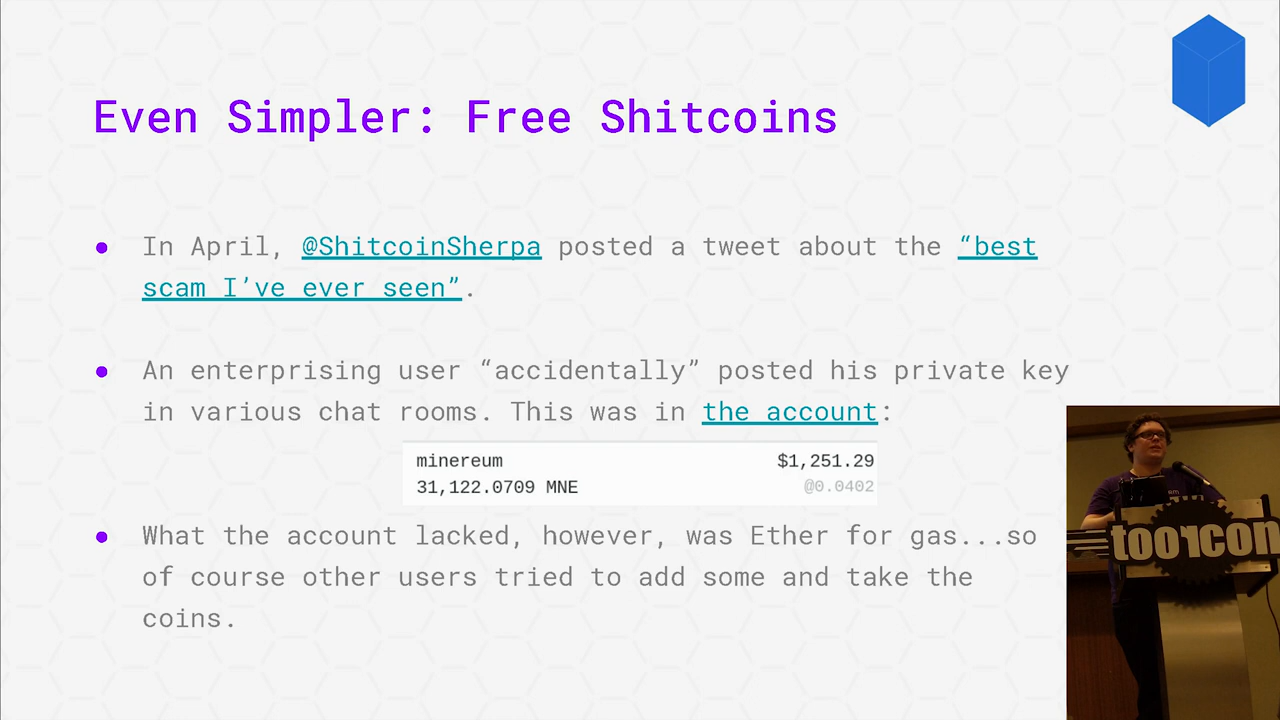 Even Simpler: Free Shitcoins
● In April, @ShitcoinSherpa posted a tweet about the “best
scam I’ve ever seen”.
● An enterprising user “accidentally” posted his private key
in various chat rooms. This was in the account:
minereum $1,251.29
31,122.0709 MNE @0.0402
● What the account lacked, however, was Ether for gas...so
of course other users tried to add some and take the
coins.
toorcon